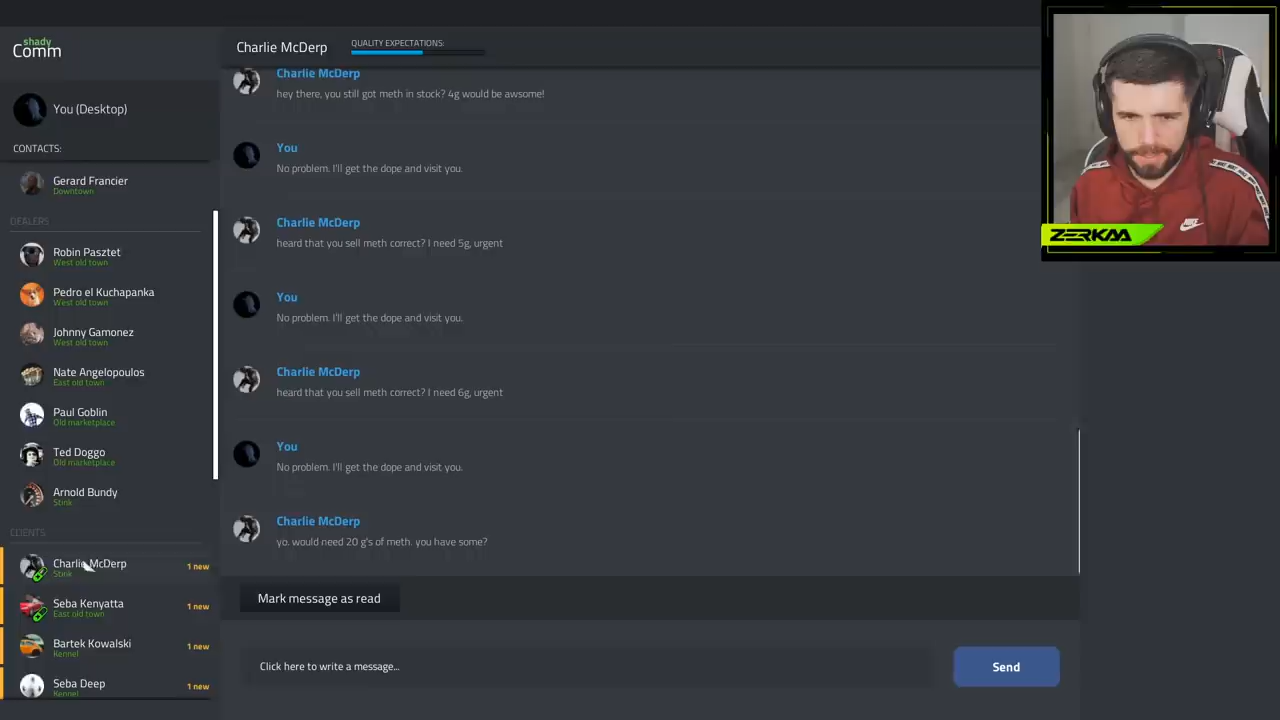 shady
Comm
You (Desktop)
CONTACTS:
Gerard Francier
Downtown
DEALERS
Robin Pasztet
West old town
Pedro el Kuchapanka
West old town
Johnny Gamonez
West old town
Nate Angelopoulos
East old town
Paul Goblin
Old marketplace
Ted Doggo
Old marketplace
Arnold Bundy
Stink
CLIENTS:
Charlie McDerp
Stink
1 new
Seba Kenyatta
East old town
1 new
Bartek Kowalski
Kennel
1 new
Seba Deep
Kennel
1 new
Charlie McDerp
QUALITY EXPECTATIONS:
Charlie McDerp
hey there, you still got meth in stock? 4g would be awsome!
You
No problem. I'll get the dope and visit you.
Charlie McDerp
heard that you sell meth correct? I need 5g, urgent
You
No problem. I'll get the dope and visit you.
Charlie McDerp
heard that you sell meth correct? I need 6g, urgent
You
No problem. I'll get the dope and visit you.
Charlie McDerp
yo. would need 20 g's of meth. you have some?
Mark message as read
Click here to write a message...
Send
NIKE
ZERKAA